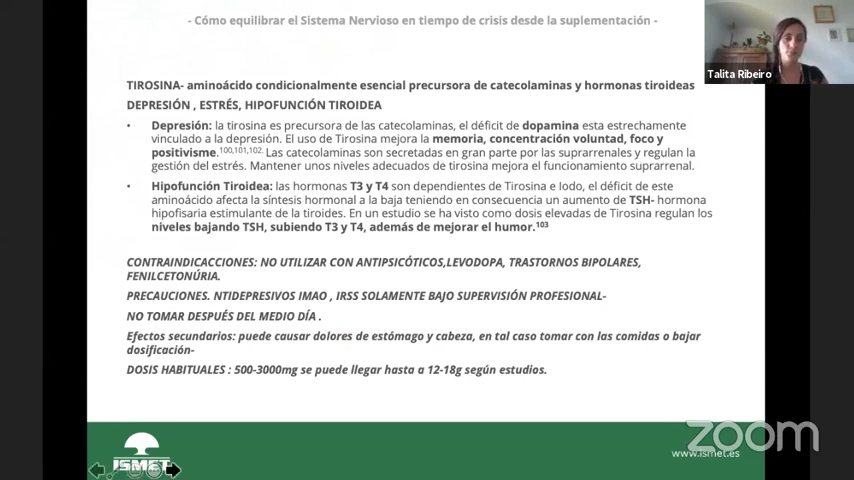 - Cómo equilibrar el Sistema Nervioso en tiempo de crisis desde la suplementación -
Talita Ribeiro
TIROSINA- aminoácido condicionalmente esencial precursora de catecolaminas y hormonas tiroideas
DEPRESIÓN , ESTRÉS, HIPOFUNCIÓN TIROIDEA
• Depresión: la tirosina es precursora de las catecolaminas, el déficit de dopamina esta estrechamente
vinculado a la depresión. El uso de Tirosina mejora la memoria, concentración voluntad, foco y
positivismo.100,101,102. Las catecolaminas son secretadas en gran parte por las suprarrenales y regulan la
gestión del estrés. Mantener unos niveles adecuados de tirosina mejora el funcionamiento suprarrenal.
• Hipofunción Tiroidea: las hormonas T3 y T4 son dependientes de Tirosina e Iodo, el déficit de este
aminoácido afecta la síntesis hormonal a la baja teniendo en consecuencia un aumento de TSH- hormona
hipofisaria estimulante de la tiroides. En un estudio se ha visto como dosis elevadas de Tirosina regulan los
niveles bajando TSH, subiendo T3 y T4, además de mejorar el humor.103
CONTRAINDICACCIONES: NO UTILIZAR CON ANTIPSICÓTICOS,LEVODOPA, TRASTORNOS BIPOLARES,
FENILCETONÚRIA.
PRECAUCIONES. NTIDEPRESIVOS IMAO , IRSS SOLAMENTE BAJO SUPERVISIÓN PROFESIONAL-
NO TOMAR DESPUÉS DEL MEDIO DÍA .
Efectos secundarios: puede causar dolores de estómago y cabeza, en tal caso tomar con las comidas o bajar
dosificación-
DOSIS HABITUALES : 500-3000mg se puede llegar hasta a 12-18g según estudios.
zoom
www.ismet.es
ISMET